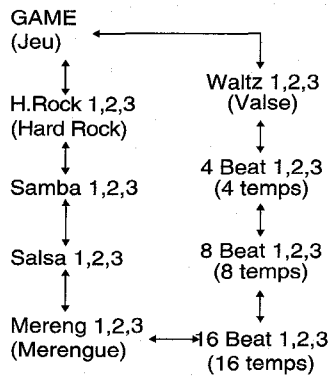 GAME
(Jeu)
H.Rock 1,2,3
(Hard Rock)
Samba 1,2,3
Salsa 1,2,3
Mereng 1,2,3
(Merengue)
Waltz 1,2,3
(Valse)
4 Beat 1,2,3
(4 temps)
8 Beat 1,2,3
(8 temps)
16 Beat 1,2,3
(16 temps)